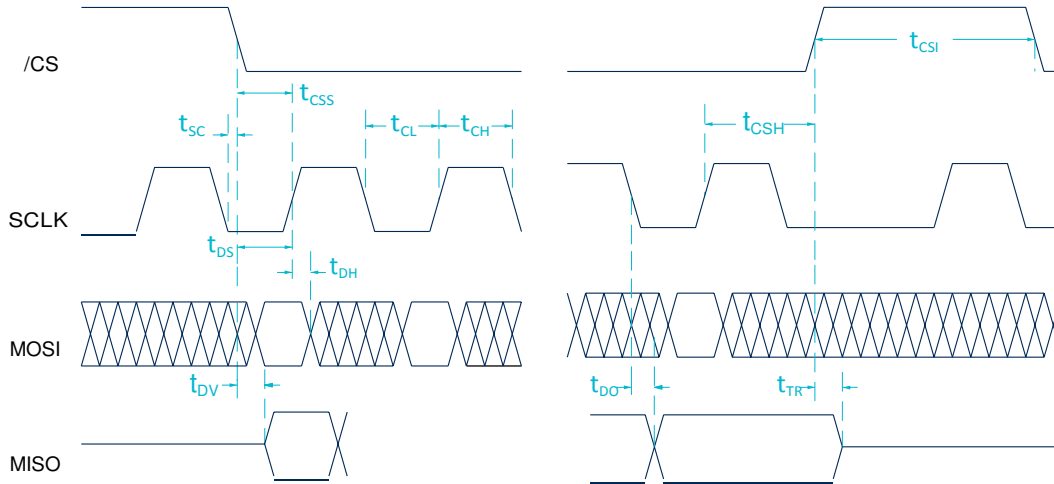 /CS
tCSI
tCSS
tSC
tCL
tCH
tCSH
SCLK
tDS
tDH
MOSI
tDV
tDO
tTR
MISO